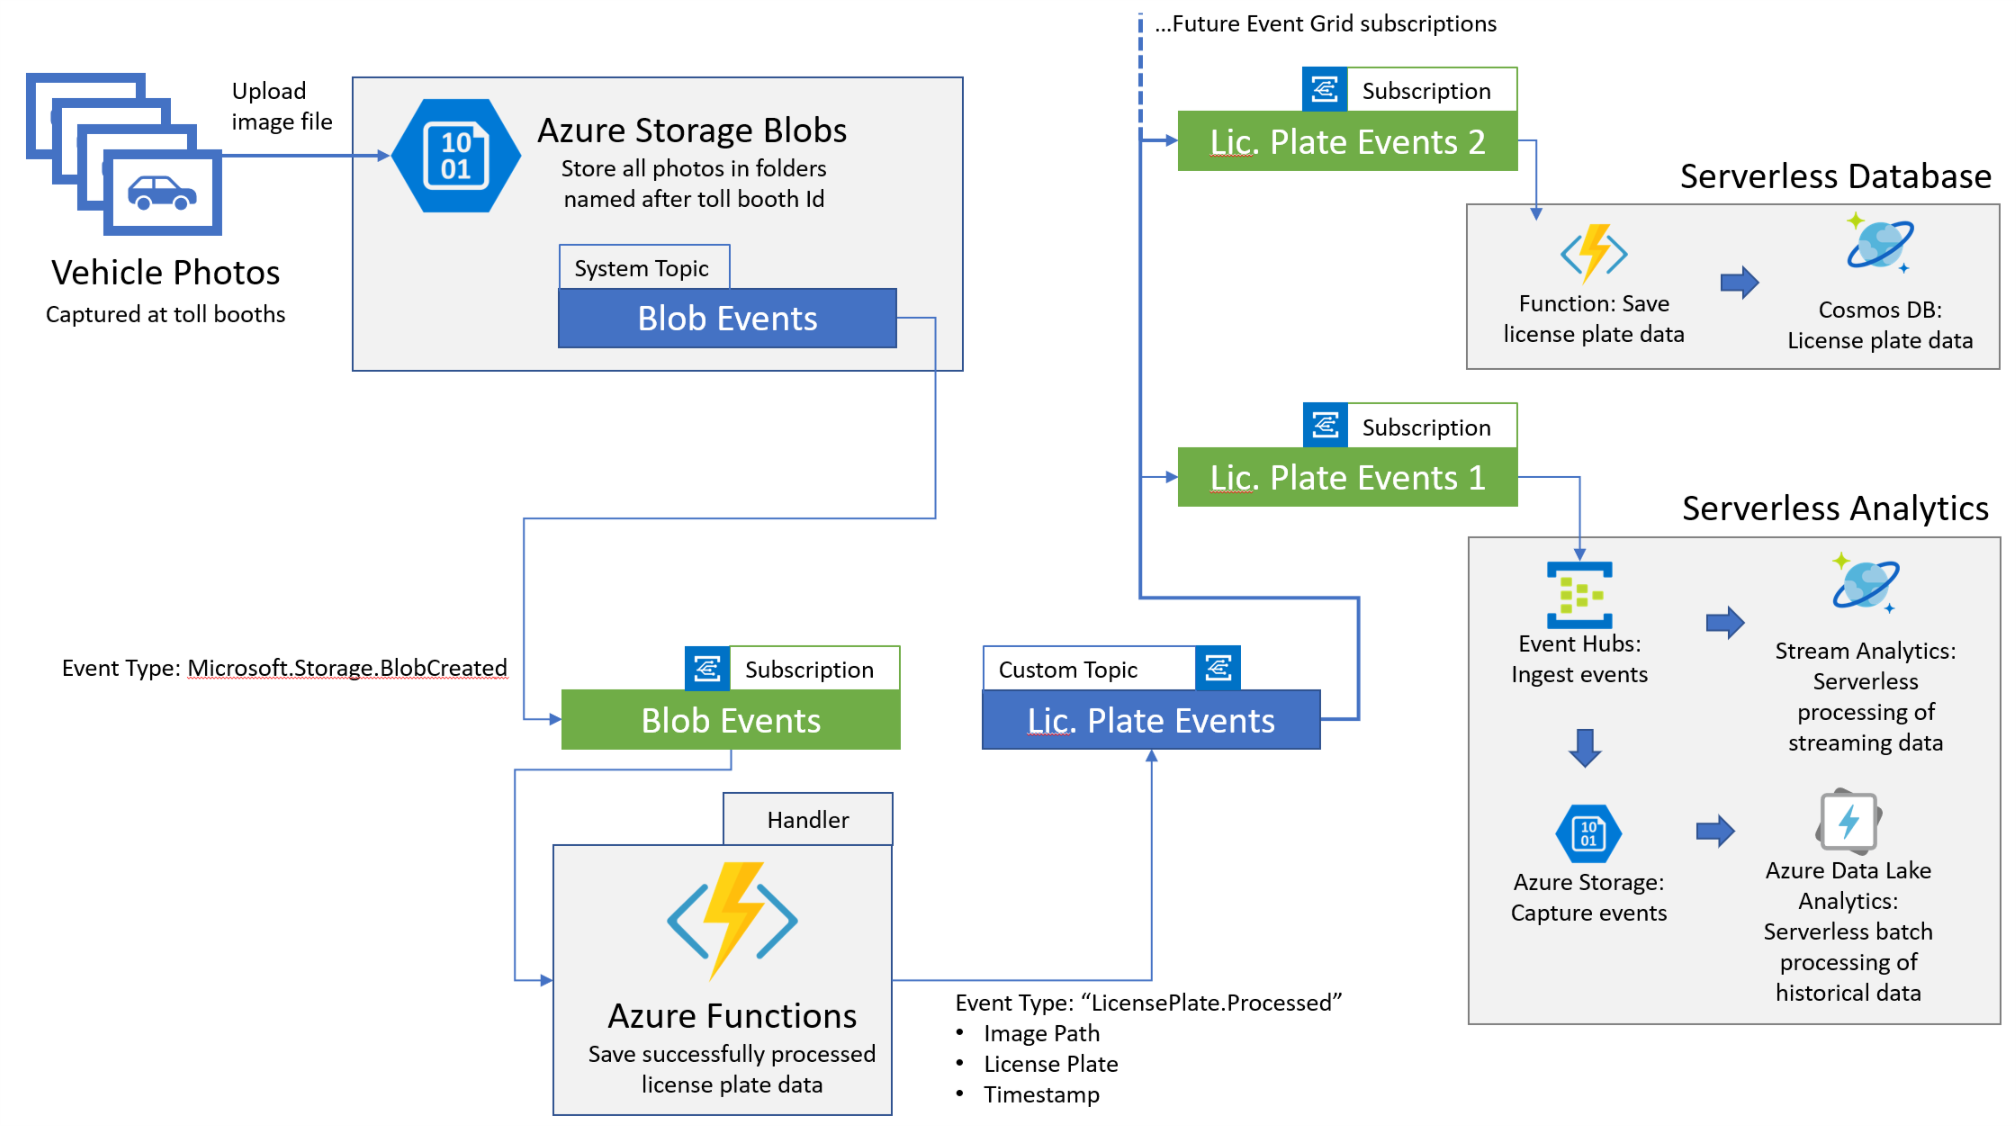 Upload
image file
Vehicle Photos
Captured at toll booths
10
01
Azure Storage Blobs
Store all photos in folders
named after toll booth Id
System Topic
Blob Events
Event Type: Microsoft.Storage.BlobCreated
Subscription
Blob Events
Handler
Azure Functions
Save successfully processed
license plate data
Event Type: “LicensePlate.Processed”
• Image Path
• License Plate
• Timestamp
Custom Topic
Lic. Plate Events
...Future Event Grid subscriptions
Subscription
Lic. Plate Events 2
Serverless Database
Function: Save
license plate data
Cosmos DB:
License plate data
Subscription
Lic. Plate Events 1
Serverless Analytics
Event Hubs:
Ingest events
Stream Analytics:
Serverless
processing of
streaming data
10
01
Azure Storage:
Capture events
Azure Data Lake
Analytics:
Serverless batch
processing of
historical data